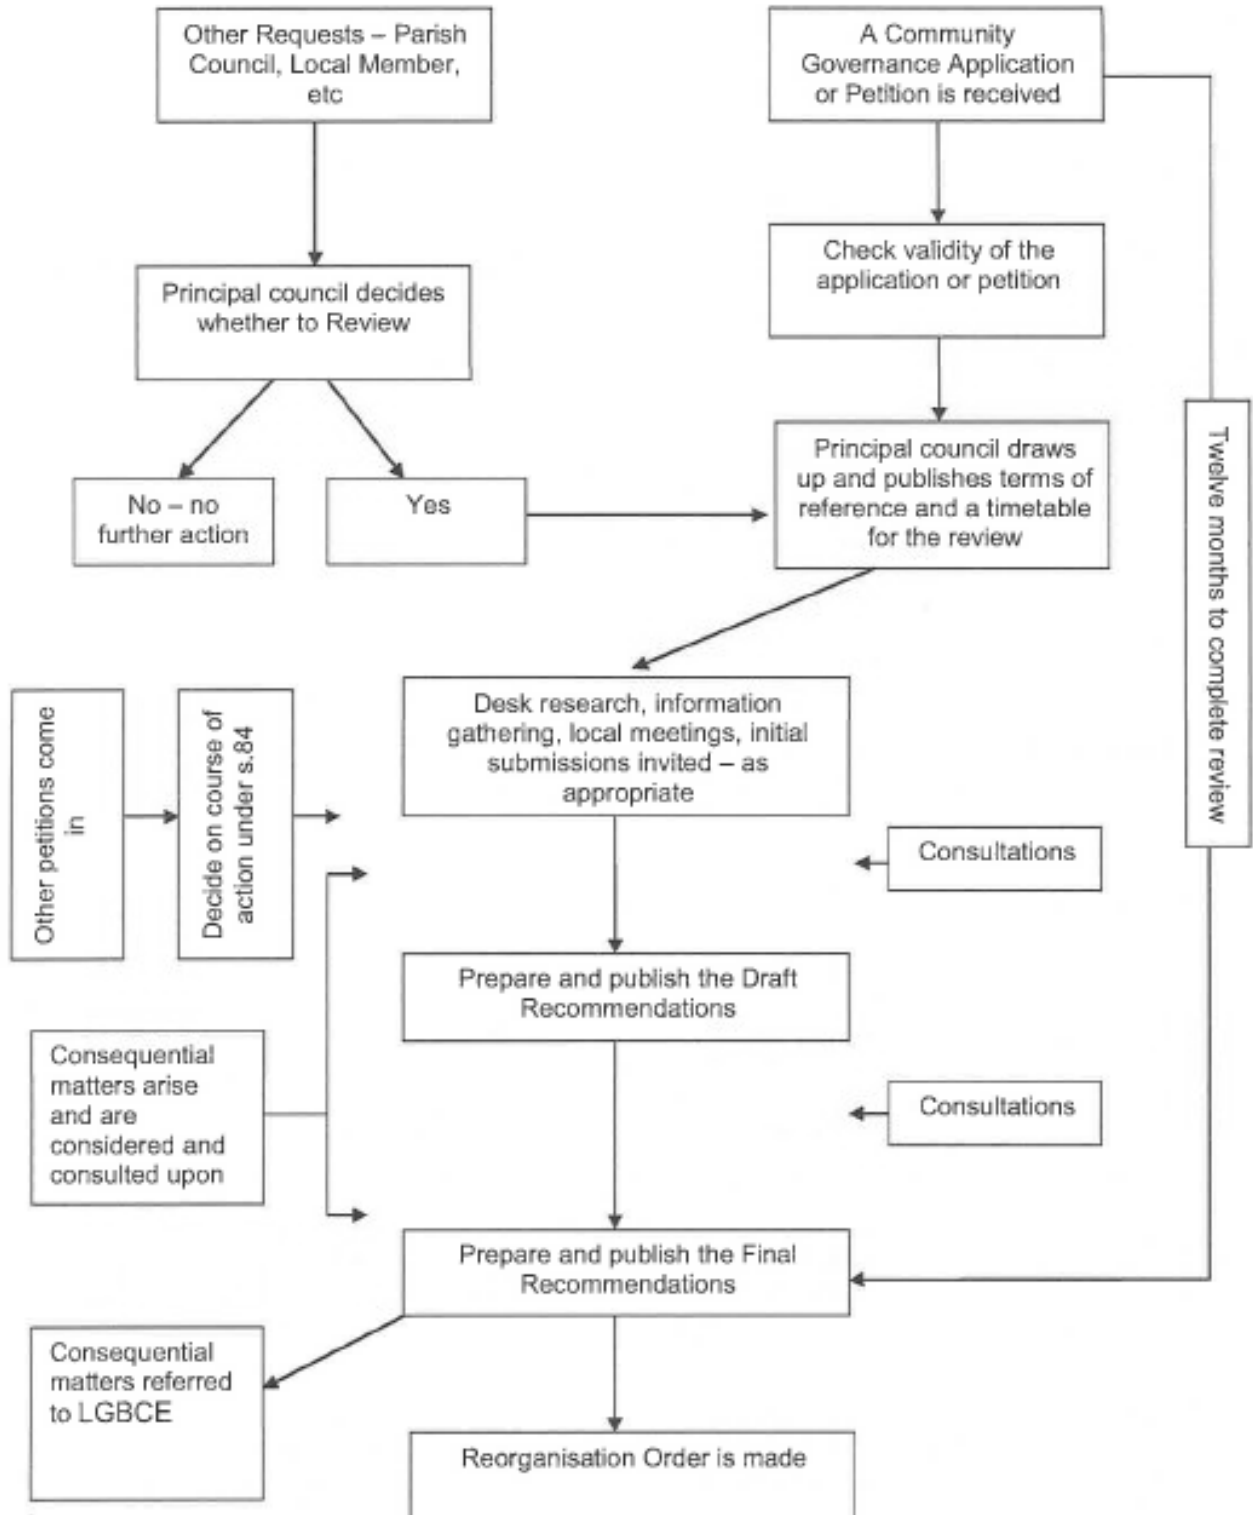 Other Requests – Parish
Council, Local Member,
etc
A Community
Governance Application
or Petition is received
Check validity of the
application or petition
Principal council decides
whether to Review
No – no
further action
Yes
Principal council draws
up and publishes terms of
reference and a timetable
for the review
Twelve months to complete review
Desk research, information
gathering, local meetings, initial
submissions invited – as
appropriate
Other petitions come
in
Decide on course of
action under s.84
Consultations
Prepare and publish the Draft
Recommendations
Consequential
matters arise
and are
considered and
consulted upon
Consultations
Prepare and publish the Final
Recommendations
Consequential
matters referred
to LGBCE
Reorganisation Order is made